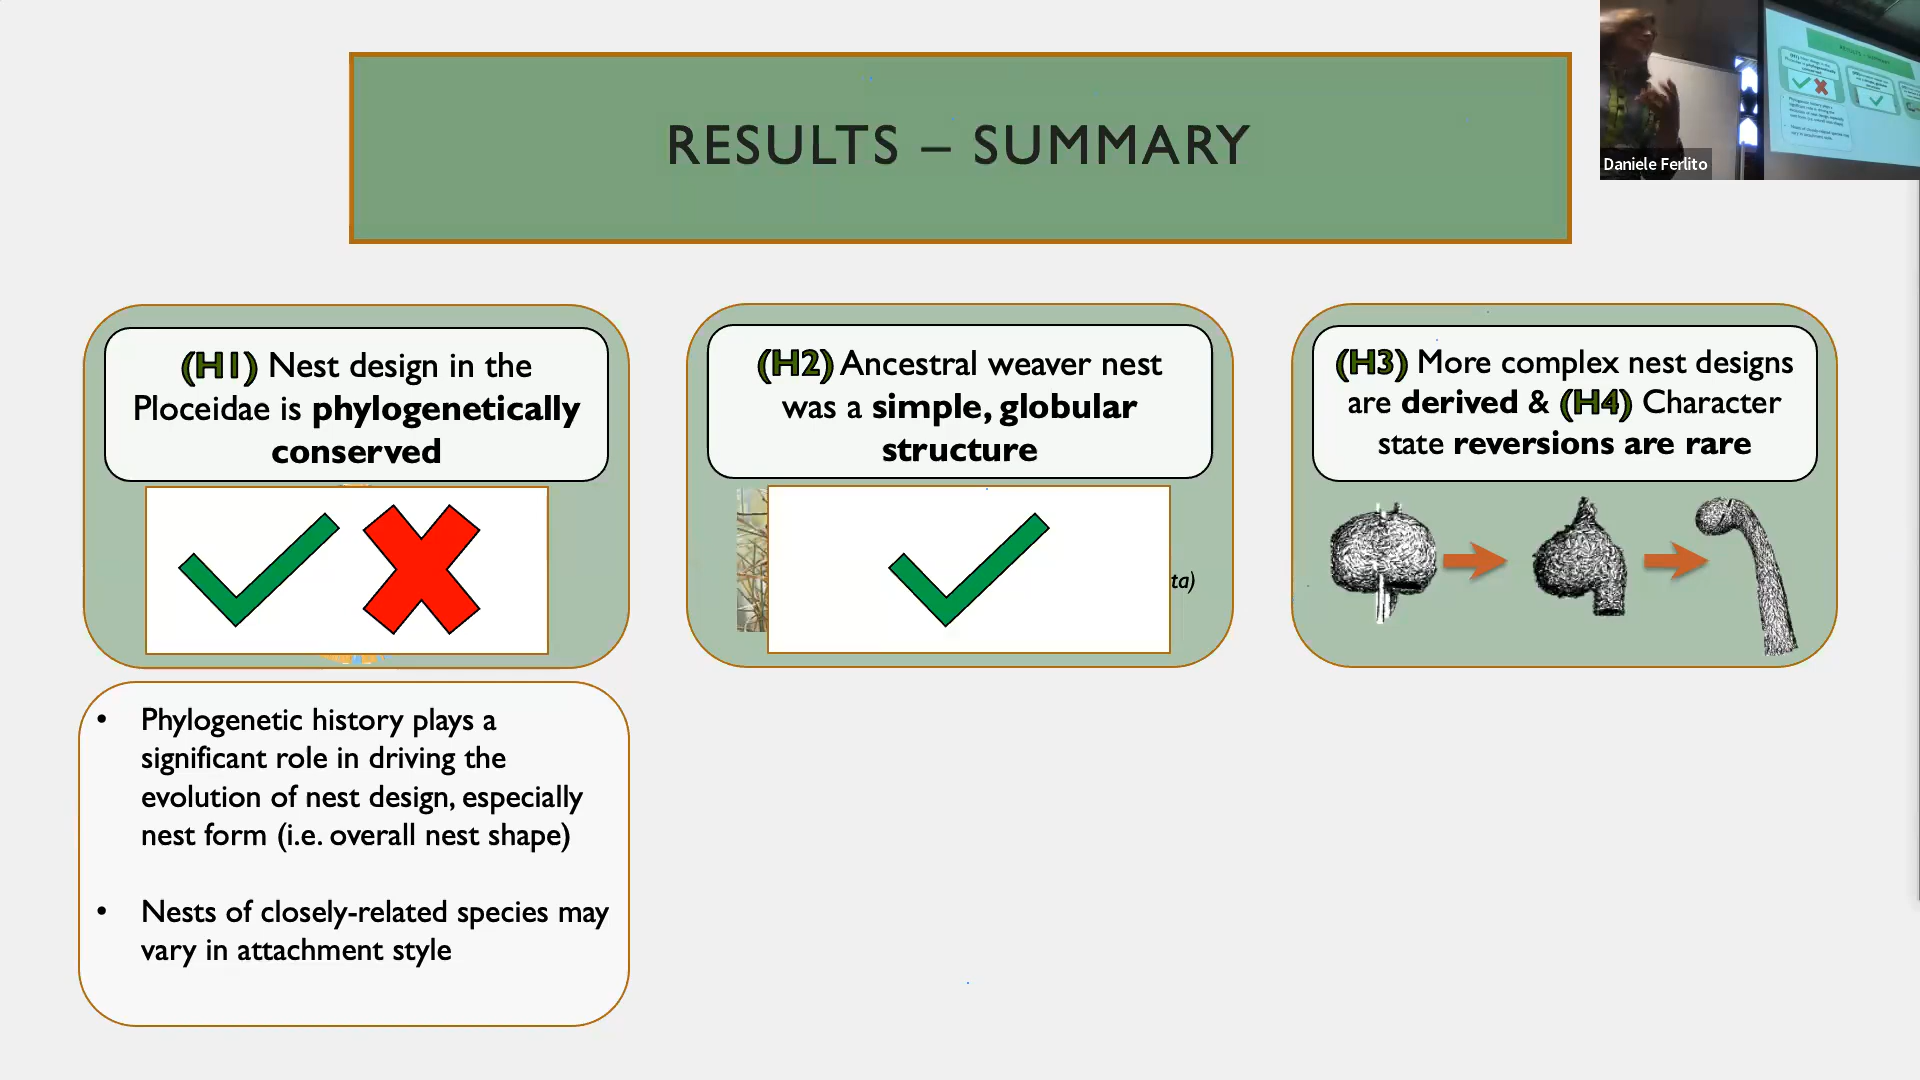 RESULTS – SUMMARY
Daniele Ferlito
(H1) Nest design in the
Ploceidae is phylogenetically
conserved
(H2) Ancestral weaver nest
was a simple, globular
structure
ta)
(H3) More complex nest designs
are derived & (H4) Character
state reversions are rare
• Phylogenetic history plays a
significant role in driving the
evolution of nest design, especially
nest form (i.e. overall nest shape)
• Nests of closely-related species may
vary in attachment style